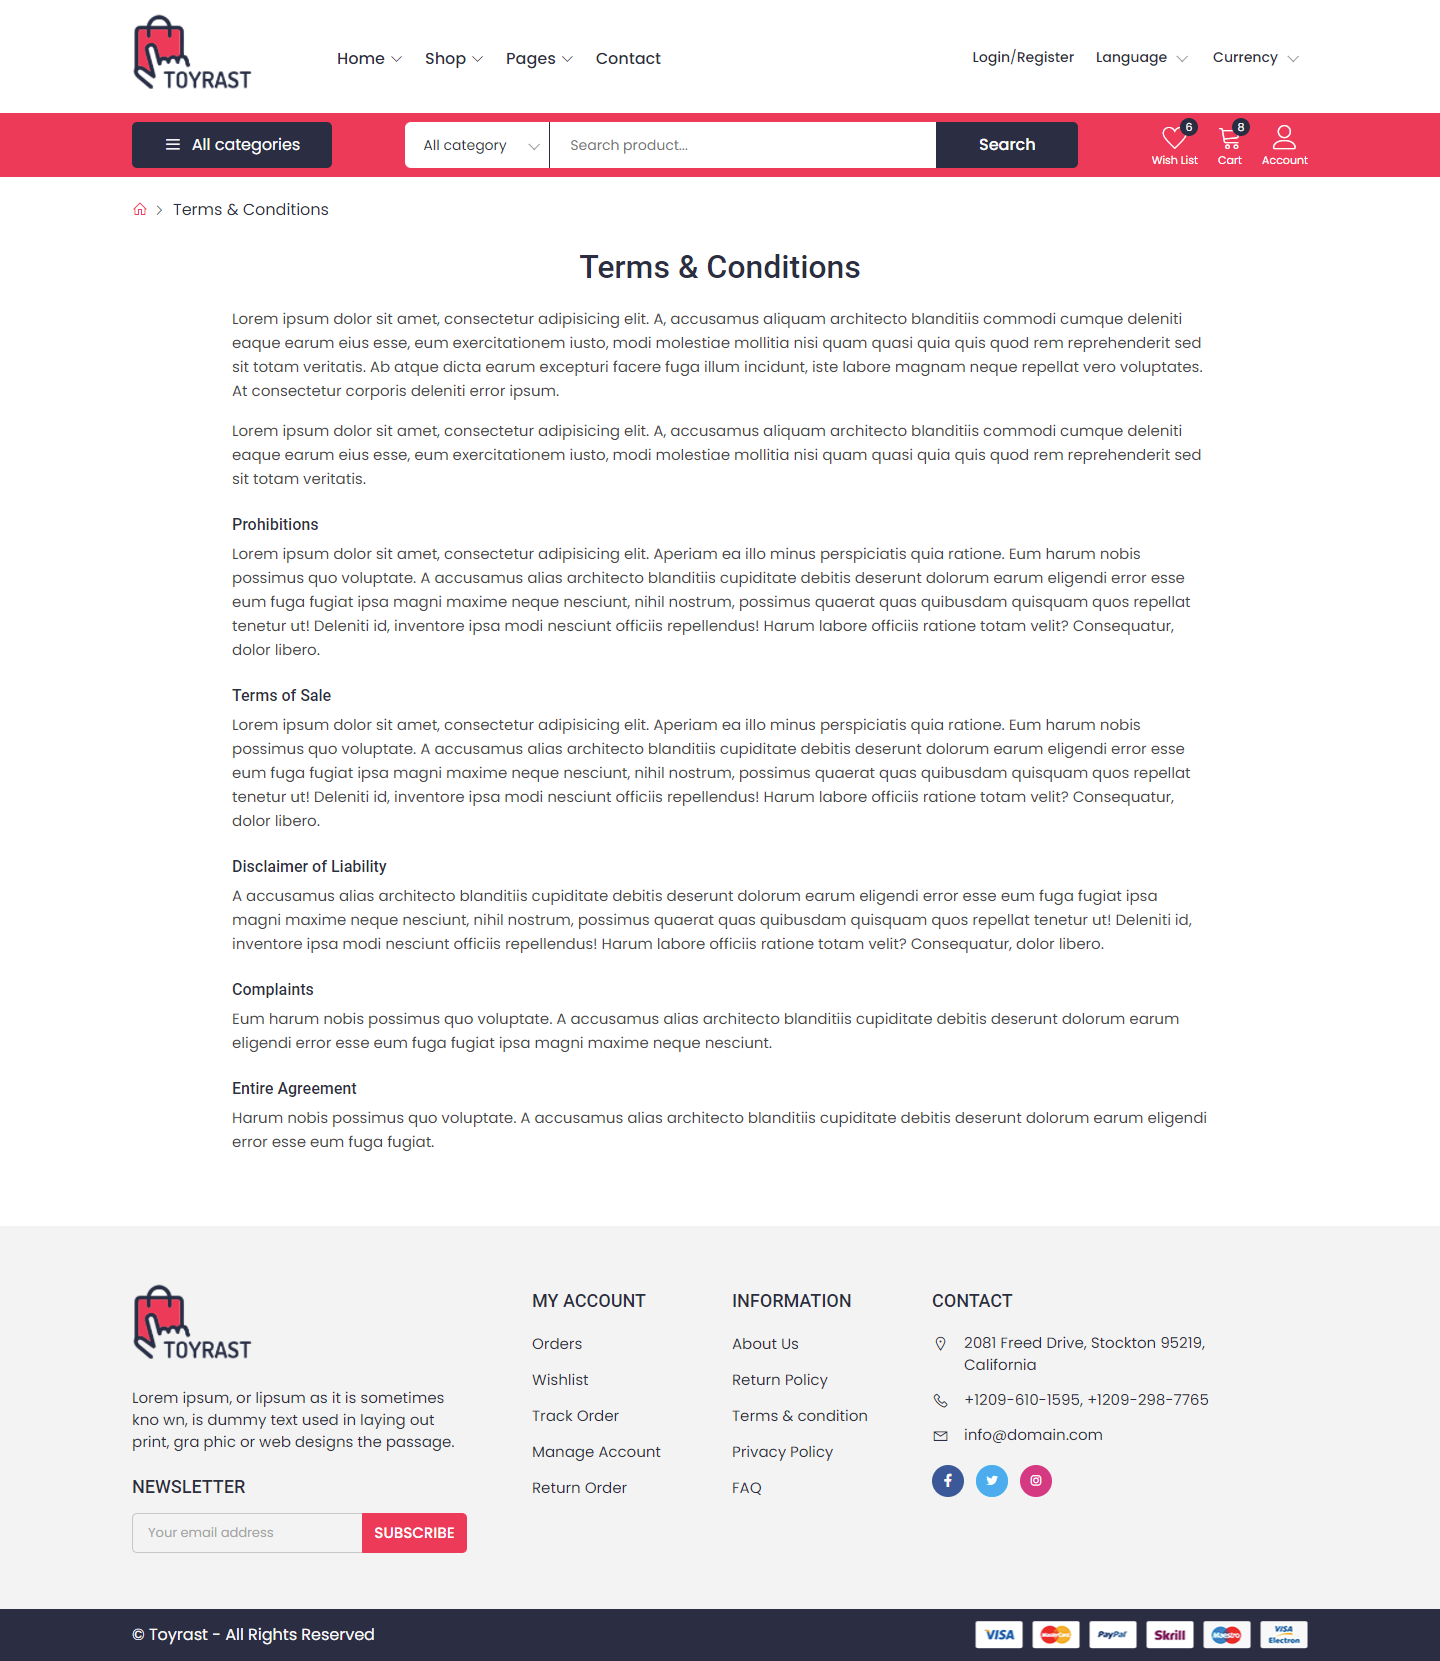 TOYRAST
Home Shop Pages Contact
Login/Register Language Currency
All categories
All category Search product... Search
6 8
Wish List Cart Account
Terms & Conditions
Terms & Conditions
Lorem ipsum dolor sit amet, consectetur adipisicing elit. A, accusamus aliquam architecto blanditiis commodi cumque deleniti
eaque earum eius esse, eum exercitationem iusto, modi molestiae mollitia nisi quam quasi quia quis quod rem reprehenderit sed
sit totam veritatis. Ab atque dicta earum excepturi facere fuga illum incidunt, iste labore magnam neque repellat vero voluptates.
At consectetur corporis deleniti error ipsum.
Lorem ipsum dolor sit amet, consectetur adipisicing elit. A, accusamus aliquam architecto blanditiis commodi cumque deleniti
eaque earum eius esse, eum exercitationem iusto, modi molestiae mollitia nisi quam quasi quia quis quod rem reprehenderit sed
sit totam veritatis.
Prohibitions
Lorem ipsum dolor sit amet, consectetur adipisicing elit. Aperiam ea illo minus perspiciatis quia ratione. Eum harum nobis
possimus quo voluptate. A accusamus alias architecto blanditiis cupiditate debitis deserunt dolorum earum eligendi error esse
eum fuga fugiat ipsa magni maxime neque nesciunt, nihil nostrum, possimus quaerat quas quibusdam quisquam quos repellat
tenetur ut! Deleniti id, inventore ipsa modi nesciunt officiis repellendus! Harum labore officiis ratione totam velit? Consequatur,
dolor libero.
Terms of Sale
Lorem ipsum dolor sit amet, consectetur adipisicing elit. Aperiam ea illo minus perspiciatis quia ratione. Eum harum nobis
possimus quo voluptate. A accusamus alias architecto blanditiis cupiditate debitis deserunt dolorum earum eligendi error esse
eum fuga fugiat ipsa magni maxime neque nesciunt, nihil nostrum, possimus quaerat quas quibusdam quisquam quos repellat
tenetur ut! Deleniti id, inventore ipsa modi nesciunt officiis repellendus! Harum labore officiis ratione totam velit? Consequatur,
dolor libero.
Disclaimer of Liability
A accusamus alias architecto blanditiis cupiditate debitis deserunt dolorum earum eligendi error esse eum fuga fugiat ipsa
magni maxime neque nesciunt, nihil nostrum, possimus quaerat quas quibusdam quisquam quos repellat tenetur ut! Deleniti id,
inventore ipsa modi nesciunt officiis repellendus! Harum labore officiis ratione totam velit? Consequatur, dolor libero.
Complaints
Eum harum nobis possimus quo voluptate. A accusamus alias architecto blanditiis cupiditate debitis deserunt dolorum earum
eligendi error esse eum fuga fugiat ipsa magni maxime neque nesciunt.
Entire Agreement
Harum nobis possimus quo voluptate. A accusamus alias architecto blanditiis cupiditate debitis deserunt dolorum earum eligendi
error esse eum fuga fugiat.
TOYRAST
Lorem ipsum, or lipsum as it is sometimes
kno wn, is dummy text used in laying out
print, gra phic or web designs the passage.
NEWSLETTER
Your email address SUBSCRIBE
MY ACCOUNT
Orders
Wishlist
Track Order
Manage Account
Return Order
INFORMATION
About Us
Return Policy
Terms & condition
Privacy Policy
FAQ
CONTACT
2081 Freed Drive, Stockton 95219,
California
+1209-610-1595, +1209-298-7765
info@domain.com
© Toyrast - All Rights Reserved
VISA MasterCard PayPal Skrill Maestro VISA Electron